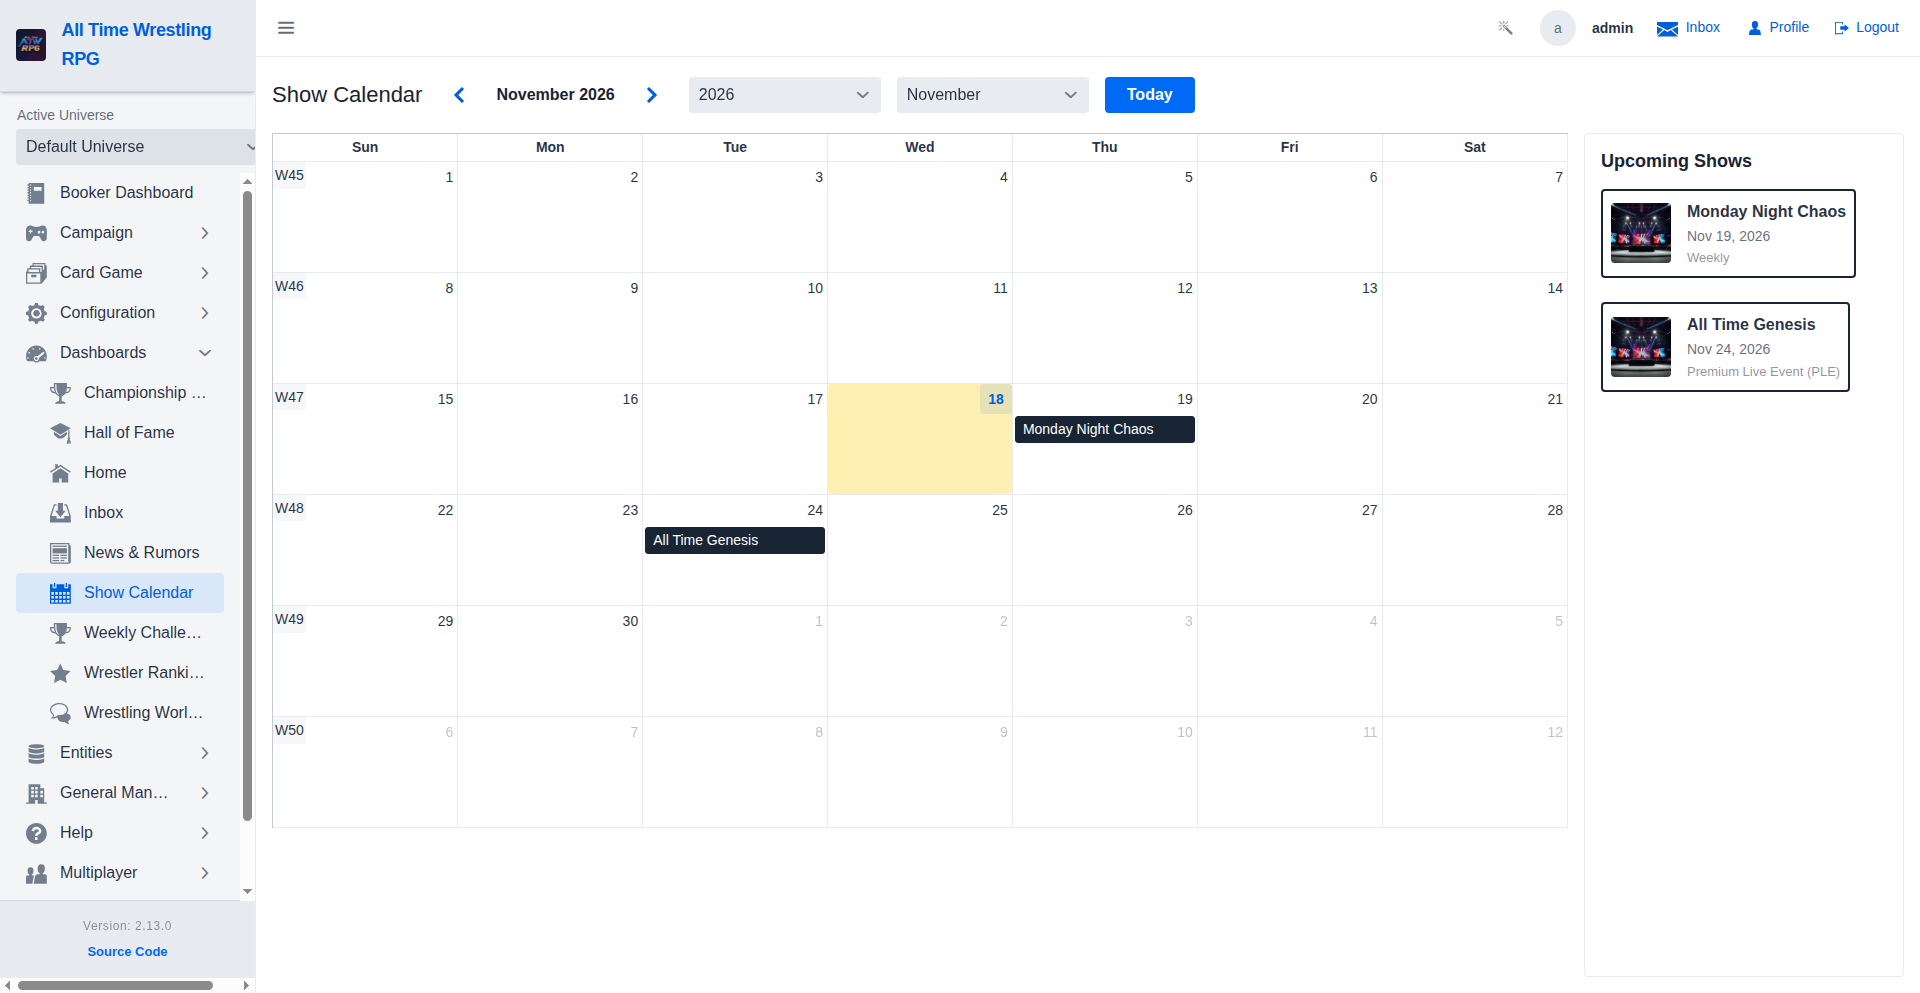 All Time Wrestling
RPG
a
admin
Inbox
Profile
Logout
Active Universe
Default Universe
Booker Dashboard
Campaign
Card Game
Configuration
Dashboards
Championship ...
Hall of Fame
Home
Inbox
News & Rumors
Show Calendar
Weekly Challe...
Wrestler Ranki...
Wrestling Worl...
Entities
General Man...
Help
Multiplayer
Version: 2.13.0
Source Code
Show Calendar
November 2026
2026
November
Today
Sun Mon Tue Wed Thu Fri Sat
W45 1 2 3 4 5 6 7
W46 8 9 10 11 12 13 14
W47 15 16 17 18 19 20 21
Monday Night Chaos
W48 22 23 24 25 26 27 28
All Time Genesis
W49 29 30 1 2 3 4 5
W50 6 7 8 9 10 11 12
Upcoming Shows
Monday Night Chaos
Nov 19, 2026
Weekly
All Time Genesis
Nov 24, 2026
Premium Live Event (PLE)